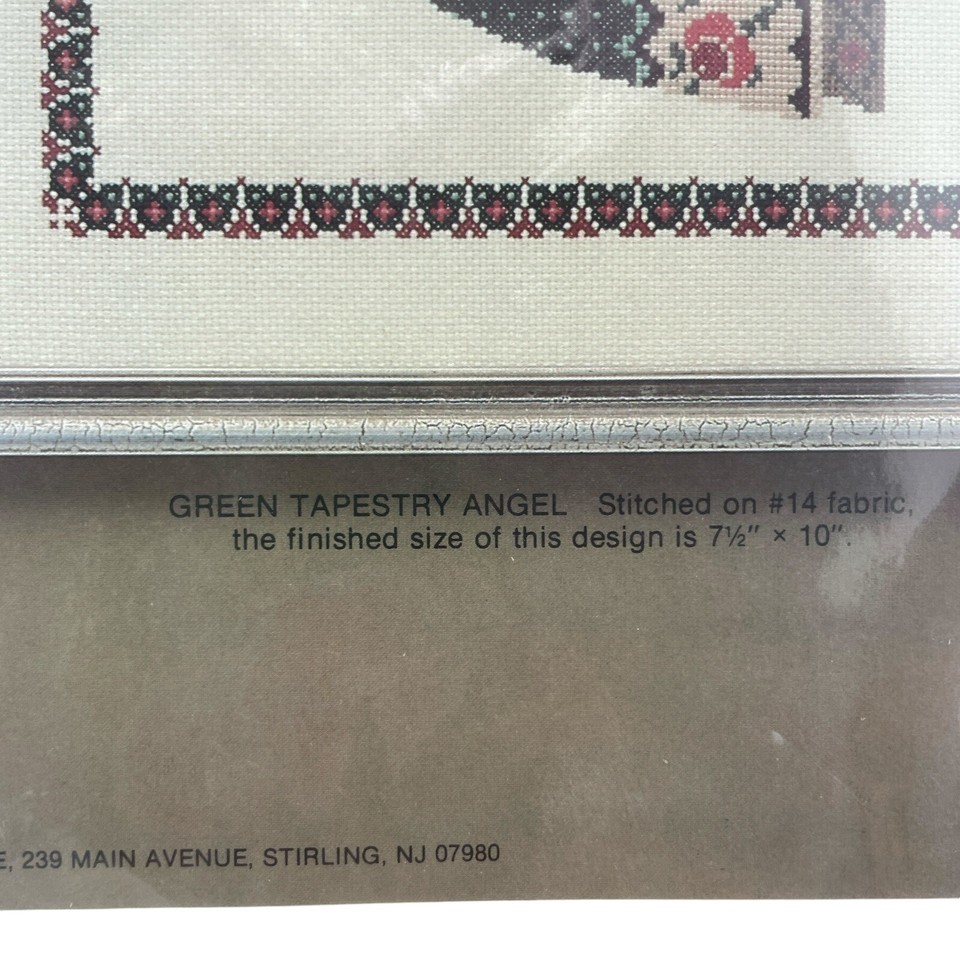 GREEN TAPESTRY ANGEL Stitched on #14 fabric,
the finished size of this design is 7½" × 10".
E, 239 MAIN AVENUE, STIRLING, NJ 07980